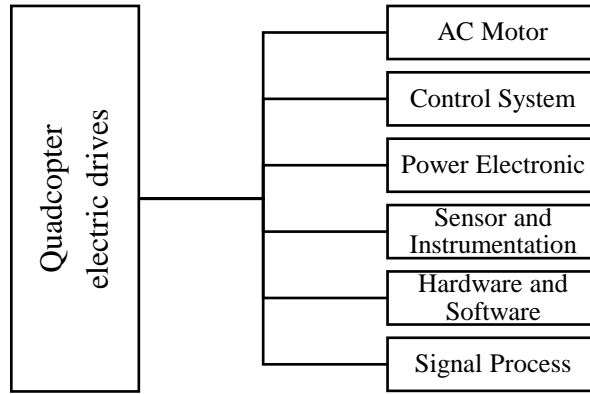 Quadcopter
electric drives
AC Motor
Control System
Power Electronic
Sensor and
Instrumentation
Hardware and
Software
Signal Process